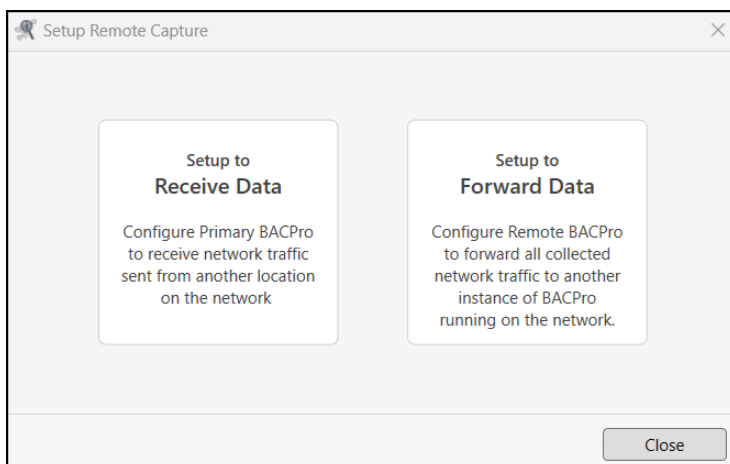 Setup Remote Capture
Setup to
Receive Data
Configure Primary BACPro
to receive network traffic
sent from another location
on the network
Setup to
Forward Data
Configure Remote BACPro
to forward all collected
network traffic to another
instance of BACPro
running on the network.
Close